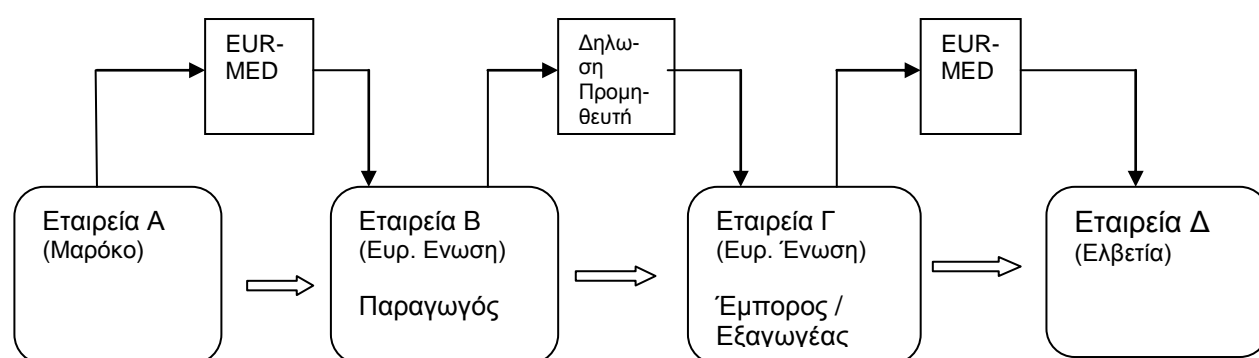 EUR-
MED
Δηλω-
ση
Προμη-
θευτή
EUR-
MED
Εταιρεία Α
(Μαρόκο)
Εταιρεία Β
(Ευρ. Ενωση)
Παραγωγός
Εταιρεία Γ
(Ευρ. Ένωση)
Έμπορος /
Εξαγωγέας
Εταιρεία Δ
(Ελβετία)